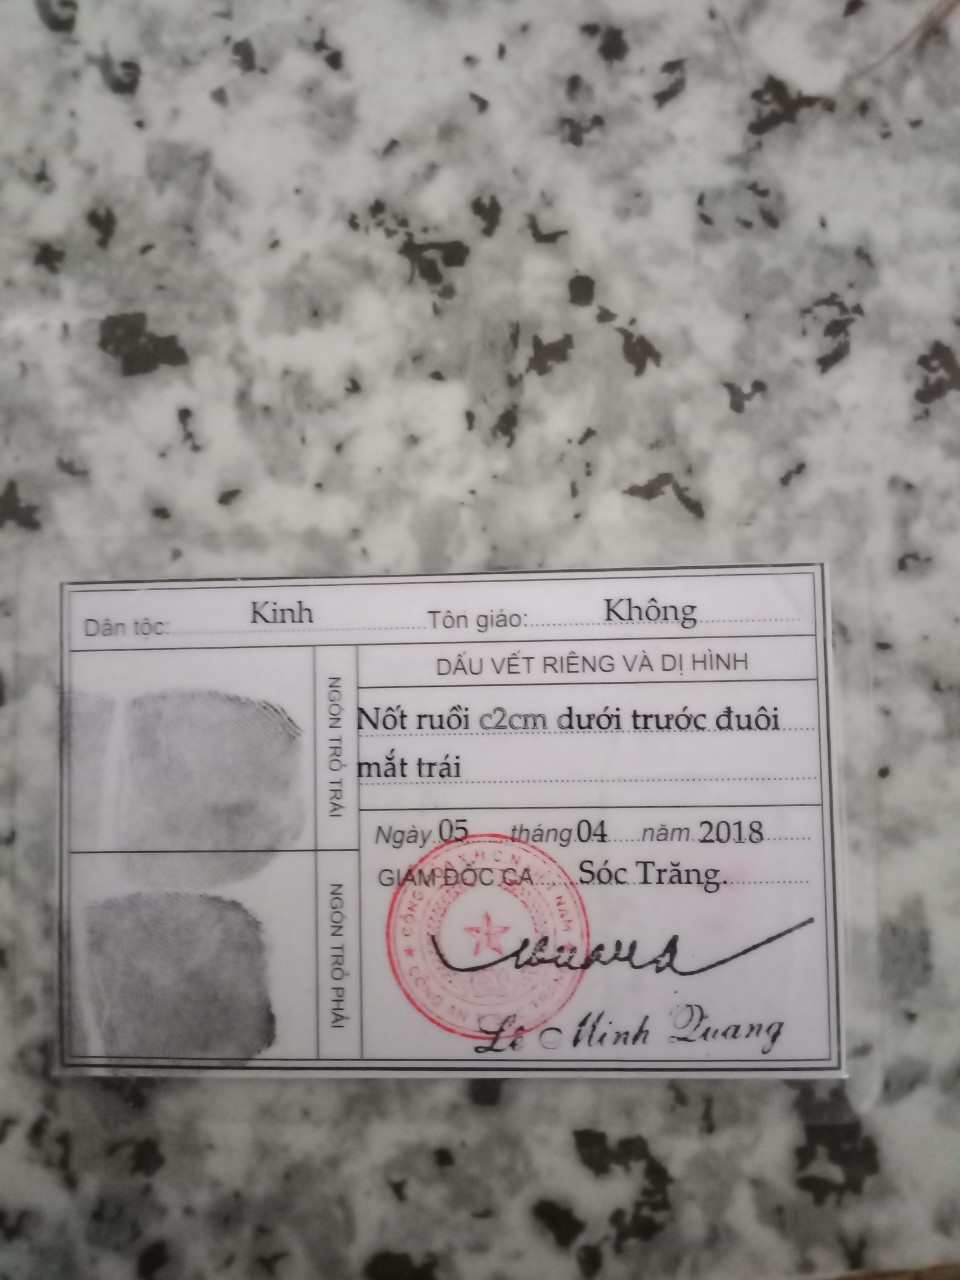 Dân tộc: Kinh Tôn giáo: Không
NGÓN TRỎ TRÁI
DẤU VẾT RIÊNG VÀ DỊ HÌNH
Nốt ruồi c2cm dưới trước đuôi
mắt trái
NGÓN TRỎ PHẢI
Ngày 05 tháng 04 năm 2018
GIÁM ĐỐC CA Sóc Trăng.
Lê Minh Quang